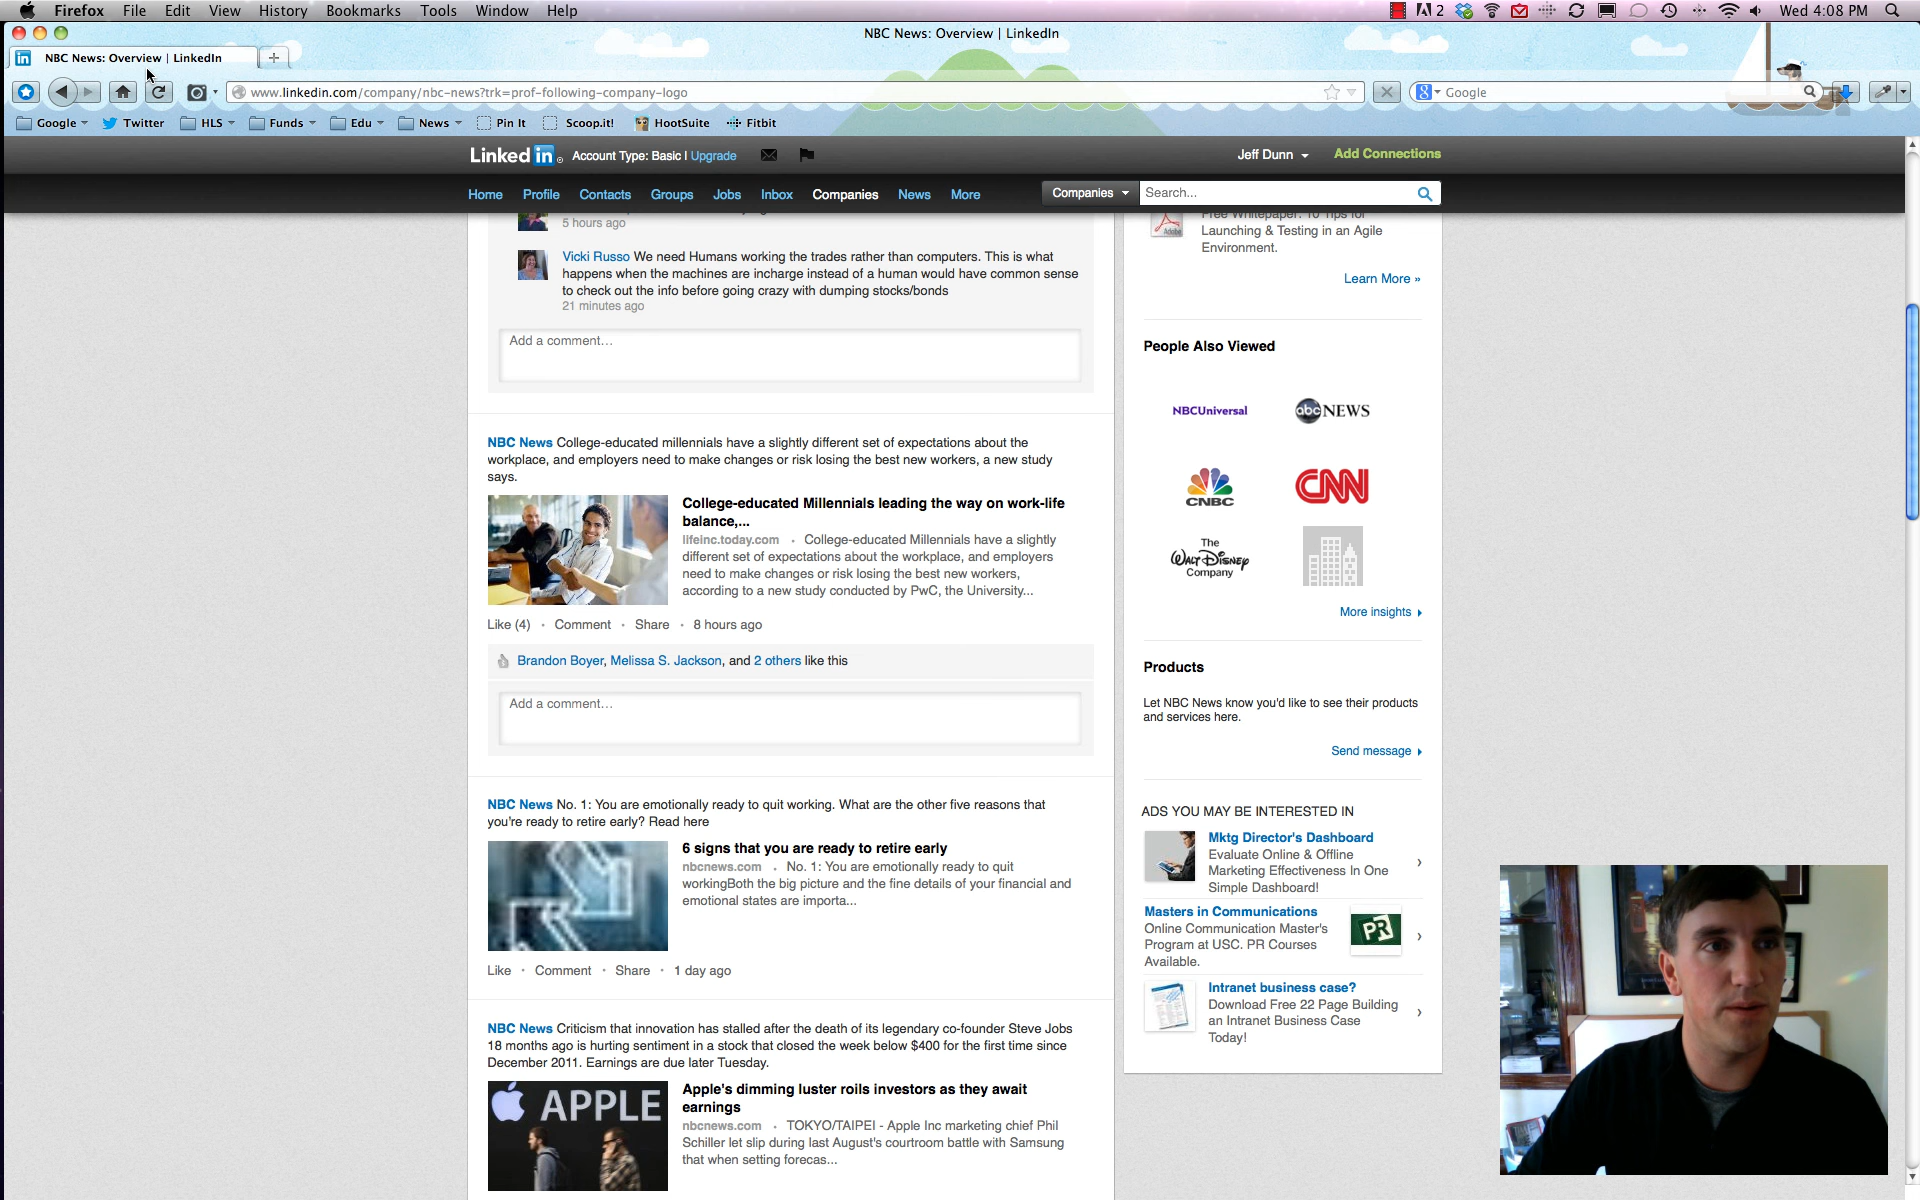 Firefox File Edit View History Bookmarks Tools Window Help
2
Wed 4:08 PM
NBC News: Overview | LinkedIn
NBC News: Overview | LinkedIn
www.linkedin.com/company/nbc-news?trk=prof-following-company-logo
Google
Google Twitter HLS Funds Edu News Pin It Scoop.it! HootSuite Fitbit
Linked in Account Type: Basic | Upgrade
Jeff Dunn Add Connections
Home Profile Contacts Groups Jobs Inbox Companies News More
Companies Search...
5 hours ago
Vicki Russo We need Humans working the trades rather than computers. This is what
happens when the machines are incharge instead of a human would have common sense
to check out the info before going crazy with dumping stocks/bonds
21 minutes ago
Add a comment...
NBC News College-educated millennials have a slightly different set of expectations about the
workplace, and employers need to make changes or risk losing the best new workers, a new study
says.
College-educated Millennials leading the way on work-life
balance,...
lifeinc.today.com · College-educated Millennials have a slightly
different set of expectations about the workplace, and employers
need to make changes or risk losing the best new workers,
according to a new study conducted by PwC, the University...
Like (4) · Comment · Share · 8 hours ago
Brandon Boyer, Melissa S. Jackson, and 2 others like this
Add a comment...
NBC News No. 1: You are emotionally ready to quit working. What are the other five reasons that
you're ready to retire early? Read here
6 signs that you are ready to retire early
nbcnews.com · No. 1: You are emotionally ready to quit
workingBoth the big picture and the fine details of your financial and
emotional states are importa...
Like · Comment · Share · 1 day ago
NBC News Criticism that innovation has stalled after the death of its legendary co-founder Steve Jobs
18 months ago is hurting sentiment in a stock that closed the week below $400 for the first time since
December 2011. Earnings are due later Tuesday.
APPLE
Apple's dimming luster roils investors as they await
earnings
nbcnews.com · TOKYO/TAIPEI - Apple Inc marketing chief Phil
Schiller let slip during last August's courtroom battle with Samsung
that when setting forecas...
Adobe
Free Whitepaper: 10 Tips for
Launching & Testing in an Agile
Environment.
Learn More »
People Also Viewed
NBCUniversal
abc NEWS
CNBC
CNN
The
WALT DISNEY
Company
More insights
Products
Let NBC News know you'd like to see their products
and services here.
Send message
ADS YOU MAY BE INTERESTED IN
Mktg Director's Dashboard
Evaluate Online & Offline
Marketing Effectiveness In One
Simple Dashboard!
Masters in Communications
Online Communication Master's
Program at USC. PR Courses
Available.
PR
Intranet business case?
Download Free 22 Page Building
an Intranet Business Case
Today!